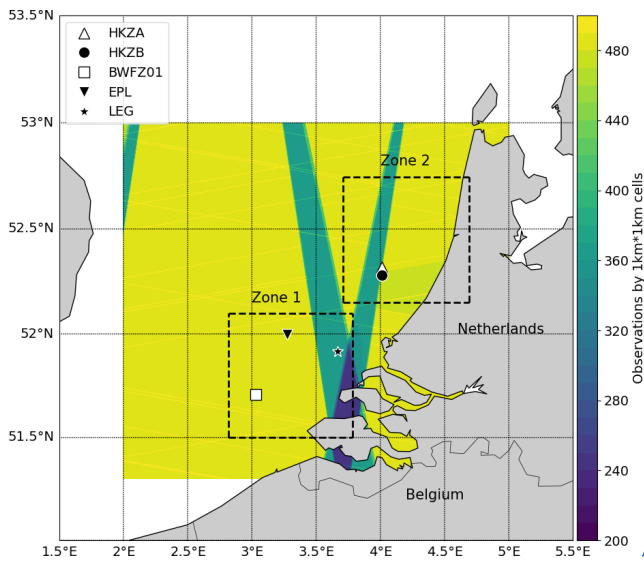 53.5°N
HKZA
HKZB
BWFZ01
EPL
LEG
53°N
Zone 2
52.5°N
Zone 1
52°N
Netherlands
51.5°N
Belgium
51°N
1.5°E 2°E 2.5°E 3°E 3.5°E 4°E 4.5°E 5°E 5.5°E
480
440
400
360
320
280
240
200
Observations by 1km*1km cells